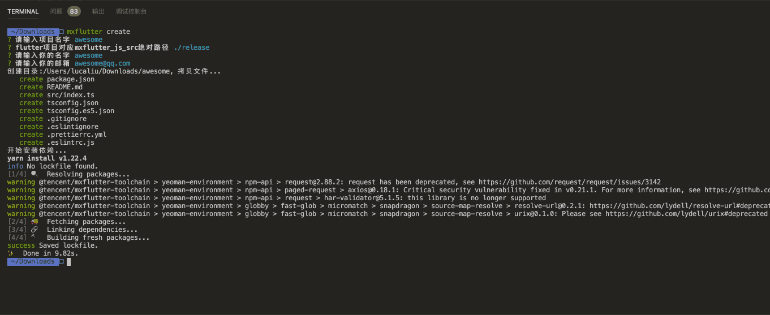 TERMINAL 问题 83 输出 调试控制台
~/Downloads mxflutter create
? 请输入项目名字 awesome
? flutter项目对应mxflutter_js_src绝对路径 ./release
? 请输入你的名字 awesome
? 请输入你的邮箱 awesome@qq.com
创建目录:/Users/lucaliu/Downloads/awesome, 拷贝文件...
create package.json
create README.md
create src/index.ts
create tsconfig.json
create tsconfig.es5.json
create .gitignore
create .eslintignore
create .prettierrc.yml
create .eslintrc.js
开始安装依赖...
yarn install v1.22.4
info No lockfile found.
[1/4] 🔍 Resolving packages...
warning @tencent/mxflutter-toolchain > yeoman-environment > npm-api > request@2.88.2: request has been deprecated, see https://github.com/request/request/issues/3142
warning @tencent/mxflutter-toolchain > yeoman-environment > npm-api > paged-request > axios@0.18.1: Critical security vulnerability fixed in v0.21.1. For more information, see https://github.co
warning @tencent/mxflutter-toolchain > yeoman-environment > npm-api > request > har-validator@5.1.5: this library is no longer supported
warning @tencent/mxflutter-toolchain > yeoman-environment > globby > fast-glob > micromatch > snapdragon > source-map-resolve > resolve-url@0.2.1: https://github.com/lydell/resolve-url#deprecat
warning @tencent/mxflutter-toolchain > yeoman-environment > globby > fast-glob > micromatch > snapdragon > source-map-resolve > urix@0.1.0: Please see https://github.com/lydell/urix#deprecated
[2/4] 🚚 Fetching packages...
[3/4] 🔗 Linking dependencies...
[4/4] 🔨 Building fresh packages...
success Saved lockfile.
✨ Done in 9.82s.
~/Downloads